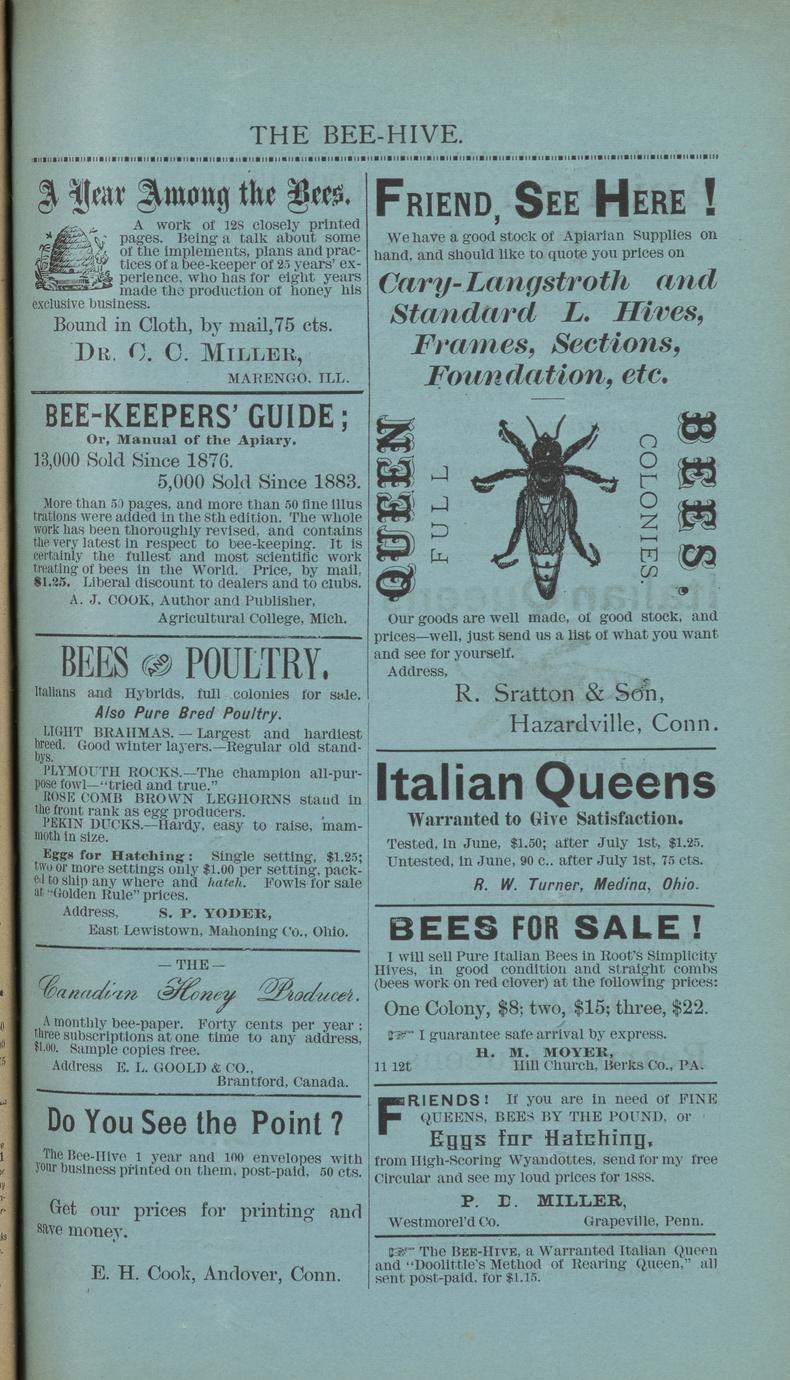 THE BEE-HIVE.
A Year Among the Bees.
A work of 128 closely printed
pages. Being a talk about some
of the implements, plans and prac-
tices of a bee-keeper of 25 years' ex-
perience, who has for eight years
made the production of honey his
exclusive business.
Bound in Cloth, by mail, 75 cts.
DR. C. C. MILLER,
MARENGO, ILL.
BEE-KEEPERS' GUIDE;
Or, Manual of the Apiary.
13,000 Sold Since 1876.
5,000 Sold Since 1883.
More than 50 pages, and more than 50 fine illus
trations were added in the 8th edition. The whole
work has been thoroughly revised, and contains
the very latest in respect to bee-keeping. It is
certainly the fullest and most scientific work
treating of bees in the World. Price, by mail,
$1.25. Liberal discount to dealers and to clubs.
A. J. COOK, Author and Publisher,
Agricultural College, Mich.
BEES POULTRY.
Italians and Hybrids, full colonies for sale.
Also Pure Bred Poultry.
LIGHT BRAHMAS.—Largest and hardiest
breed. Good winter layers.—Regular old stand-
bys.
PLYMOUTH ROCKS.—The champion all-pur-
pose fowl—"tried and true."
ROSE COMB BROWN LEGHORNS stand in
the front rank as egg producers.
PEKIN DUCKS.—Hardy, easy to raise, mam-
moth in size.
Eggs for Hatching: Single setting, $1.25;
two or more settings only $1.00 per setting, pack-
ed to ship any where and hatch. Fowls for sale
at "Golden Rule" prices.
Address, S. P. YODER,
East Lewistown, Mahoning Co., Ohio.
—THE—
Canadian Honey Producer.
A monthly bee-paper. Forty cents per year;
three subscriptions at one time to any address,
$1.00. Sample copies free.
Address E. L. GOOLD & CO.,
Brantford, Canada.
Do You See the Point?
The Bee-Hive 1 year and 100 envelopes with
your business printed on them, post-paid, 50 cts.
Get our prices for printing and
save money.
E. H. Cook, Andover, Conn.
FRIEND, SEE HERE!
We have a good stock of Apiarian Supplies on
hand, and should like to quote you prices on
Cary-Langstroth and
Standard L. Hives,
Frames, Sections,
Foundation, etc.
QUEEN
FULL
COLONIES.
BEES.
Our goods are well made, of good stock, and
prices—well, just send us a list of what you want
and see for yourself.
Address,
R. Sratton & Son,
Hazardville, Conn.
Italian Queens
Warranted to Give Satisfaction.
Tested, in June, $1.50; after July 1st, $1.25.
Untested, in June, 90 c.. after July 1st, 75 cts.
R. W. Turner, Medina, Ohio.
BEES FOR SALE!
I will sell Pure Italian Bees in Root's Simplicity
Hives, in good condition and straight combs
(bees work on red clover) at the following prices:
One Colony, $8; two, $15; three, $22.
☞ I guarantee safe arrival by express.
H. M. MOYER,
11 12t Hill Church, Berks Co., PA.
FRIENDS! If you are in need of FINE
QUEENS, BEES BY THE POUND, or
Eggs for Hatching,
from High-Scoring Wyandottes, send for my free
Circular and see my loud prices for 1888.
P. D. MILLER,
Westmorel'd Co. Grapeville, Penn.
☞ The BEE-HIVE, a Warranted Italian Queen
and "Doolittle's Method of Rearing Queen," all
sent post-paid, for $1.15.